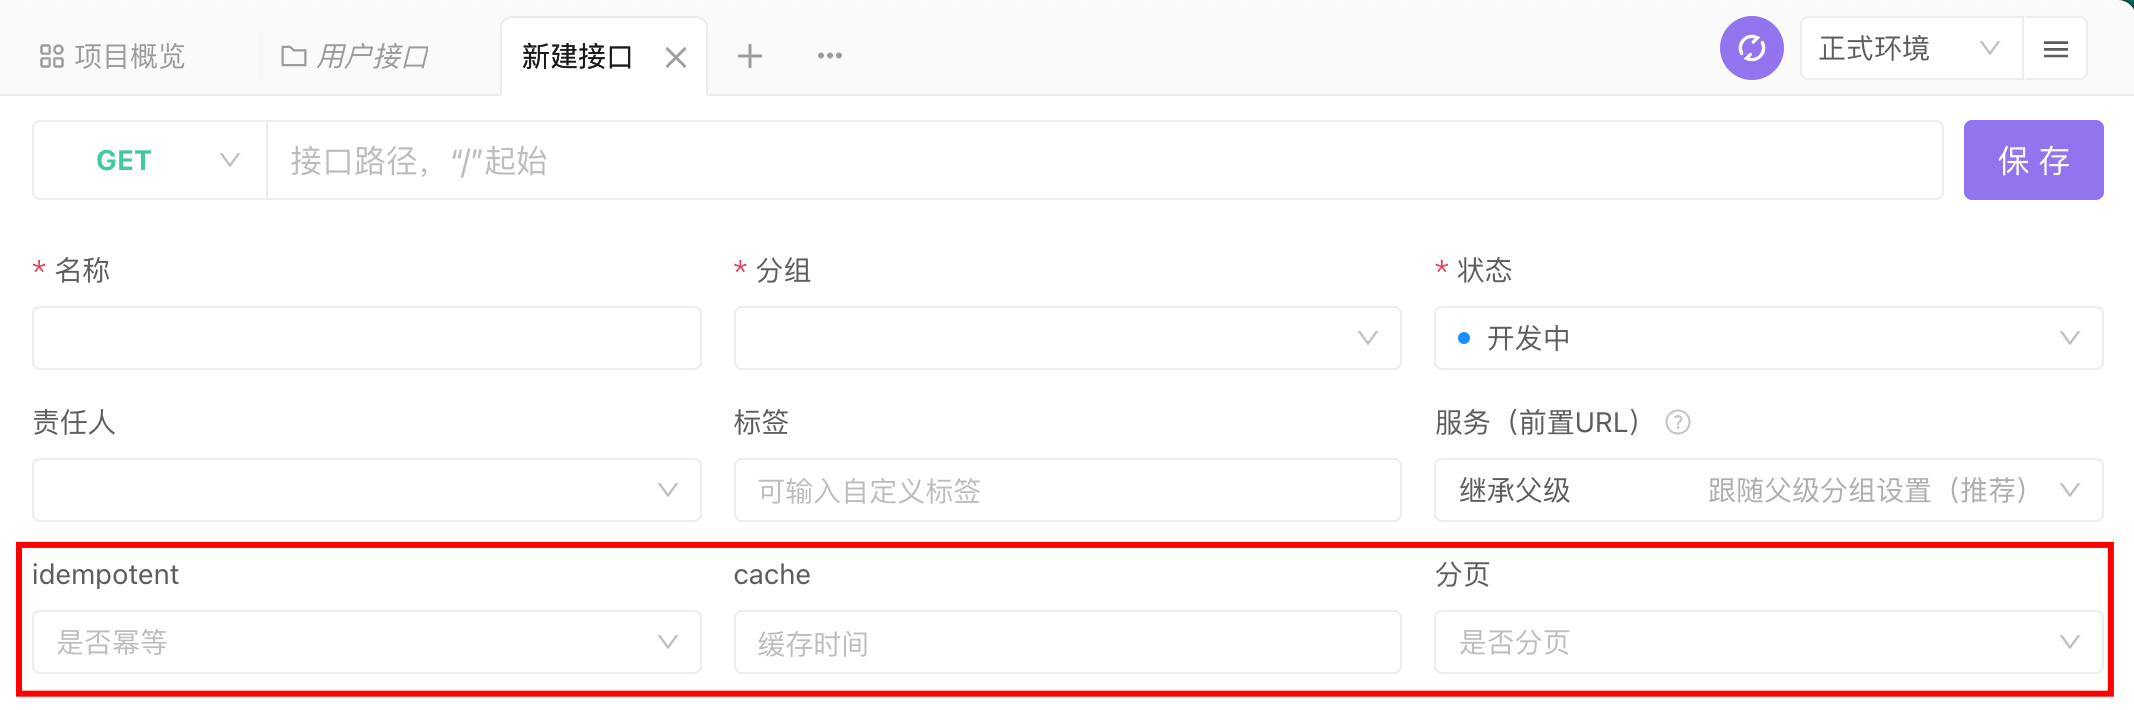 项目概览 用户接口 新建接口 正式环境
GET 接口路径，“/”起始 保 存
* 名称 * 分组 * 状态
开发中
责任人 标签 服务（前置URL） ?
可输入自定义标签 继承父级 跟随父级分组设置（推荐）
idempotent cache 分页
是否幂等 缓存时间 是否分页